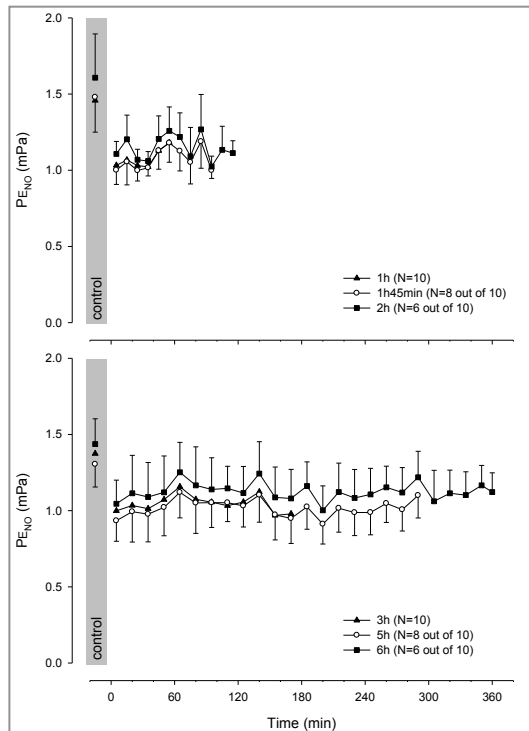 2.0
1.5
1.0
0.5
0.0
PE_NO (mPa)
control
1h (N=10)
1h45min (N=8 out of 10)
2h (N=6 out of 10)
2.0
1.5
1.0
0.5
0.0
PE_NO (mPa)
control
3h (N=10)
5h (N=8 out of 10)
6h (N=6 out of 10)
0 60 120 180 240 300 360
Time (min)